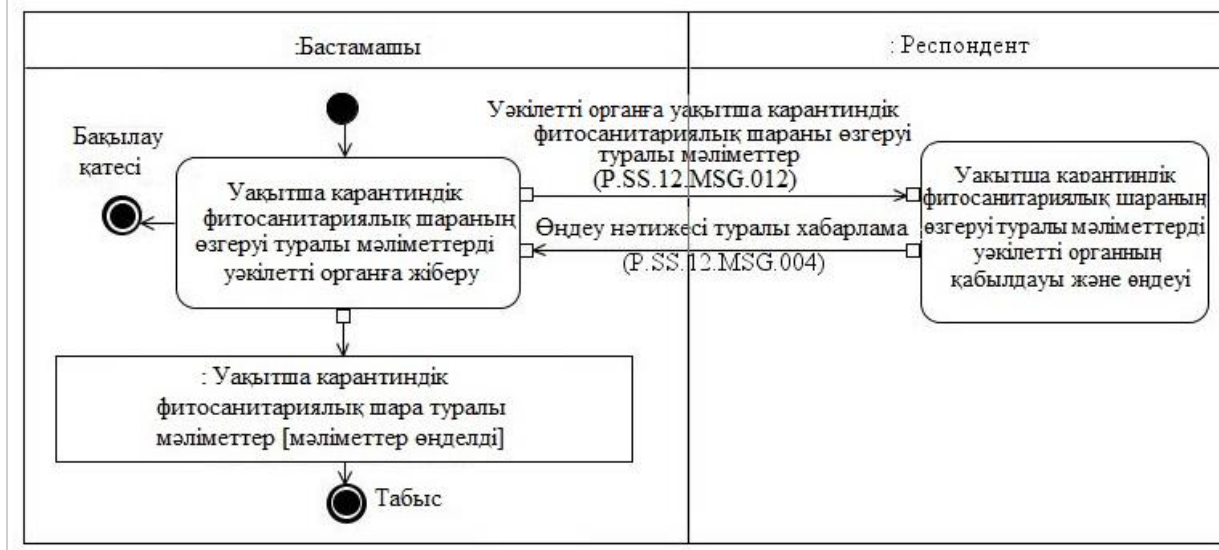 :Бастамашы
: Респондент
Уәкілетті органға уақытша карантиндік
фитосанитариялық шараны өзгеруі
туралы мәліметтер
(P.SS.12.MSG.012)
Бақылау
қатесі
Уақытша карантиндік
фитосанитариялық шараның
өзгеруі туралы мәліметтерді
уәкілетті органға жіберу
Өңдеу нәтижесі туралы хабарлама
(P.SS.12.MSG.004)
Уақытша карантиндік
фитосанитариялық шараның
өзгеруі туралы мәліметтерді
уәкілетті органның
қабылдауы және өңдеуі
: Уақытша карантиндік
фитосанитариялық шара туралы
мәліметтер [мәліметтер өңделді]
Табыс